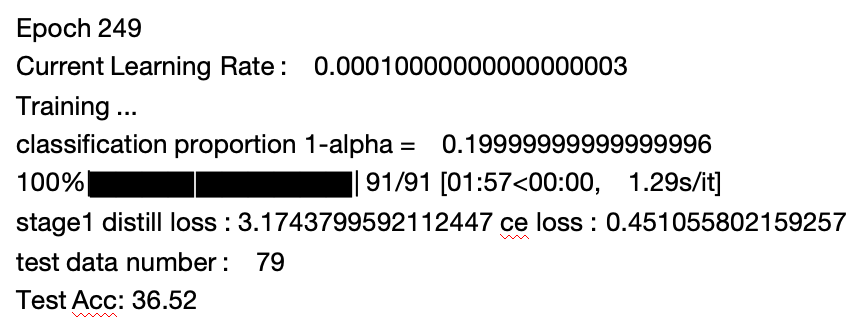 Epoch 249
Current Learning Rate :    0.00010000000000000003
Training ...
classification proportion 1-alpha =    0.19999999999999996
100%|██████████| 91/91 [01:57<00:00,    1.29s/it]
stage1 distill loss : 3.1743799592112447 ce loss : 0.451055802159257
test data number :    79
Test Acc: 36.52